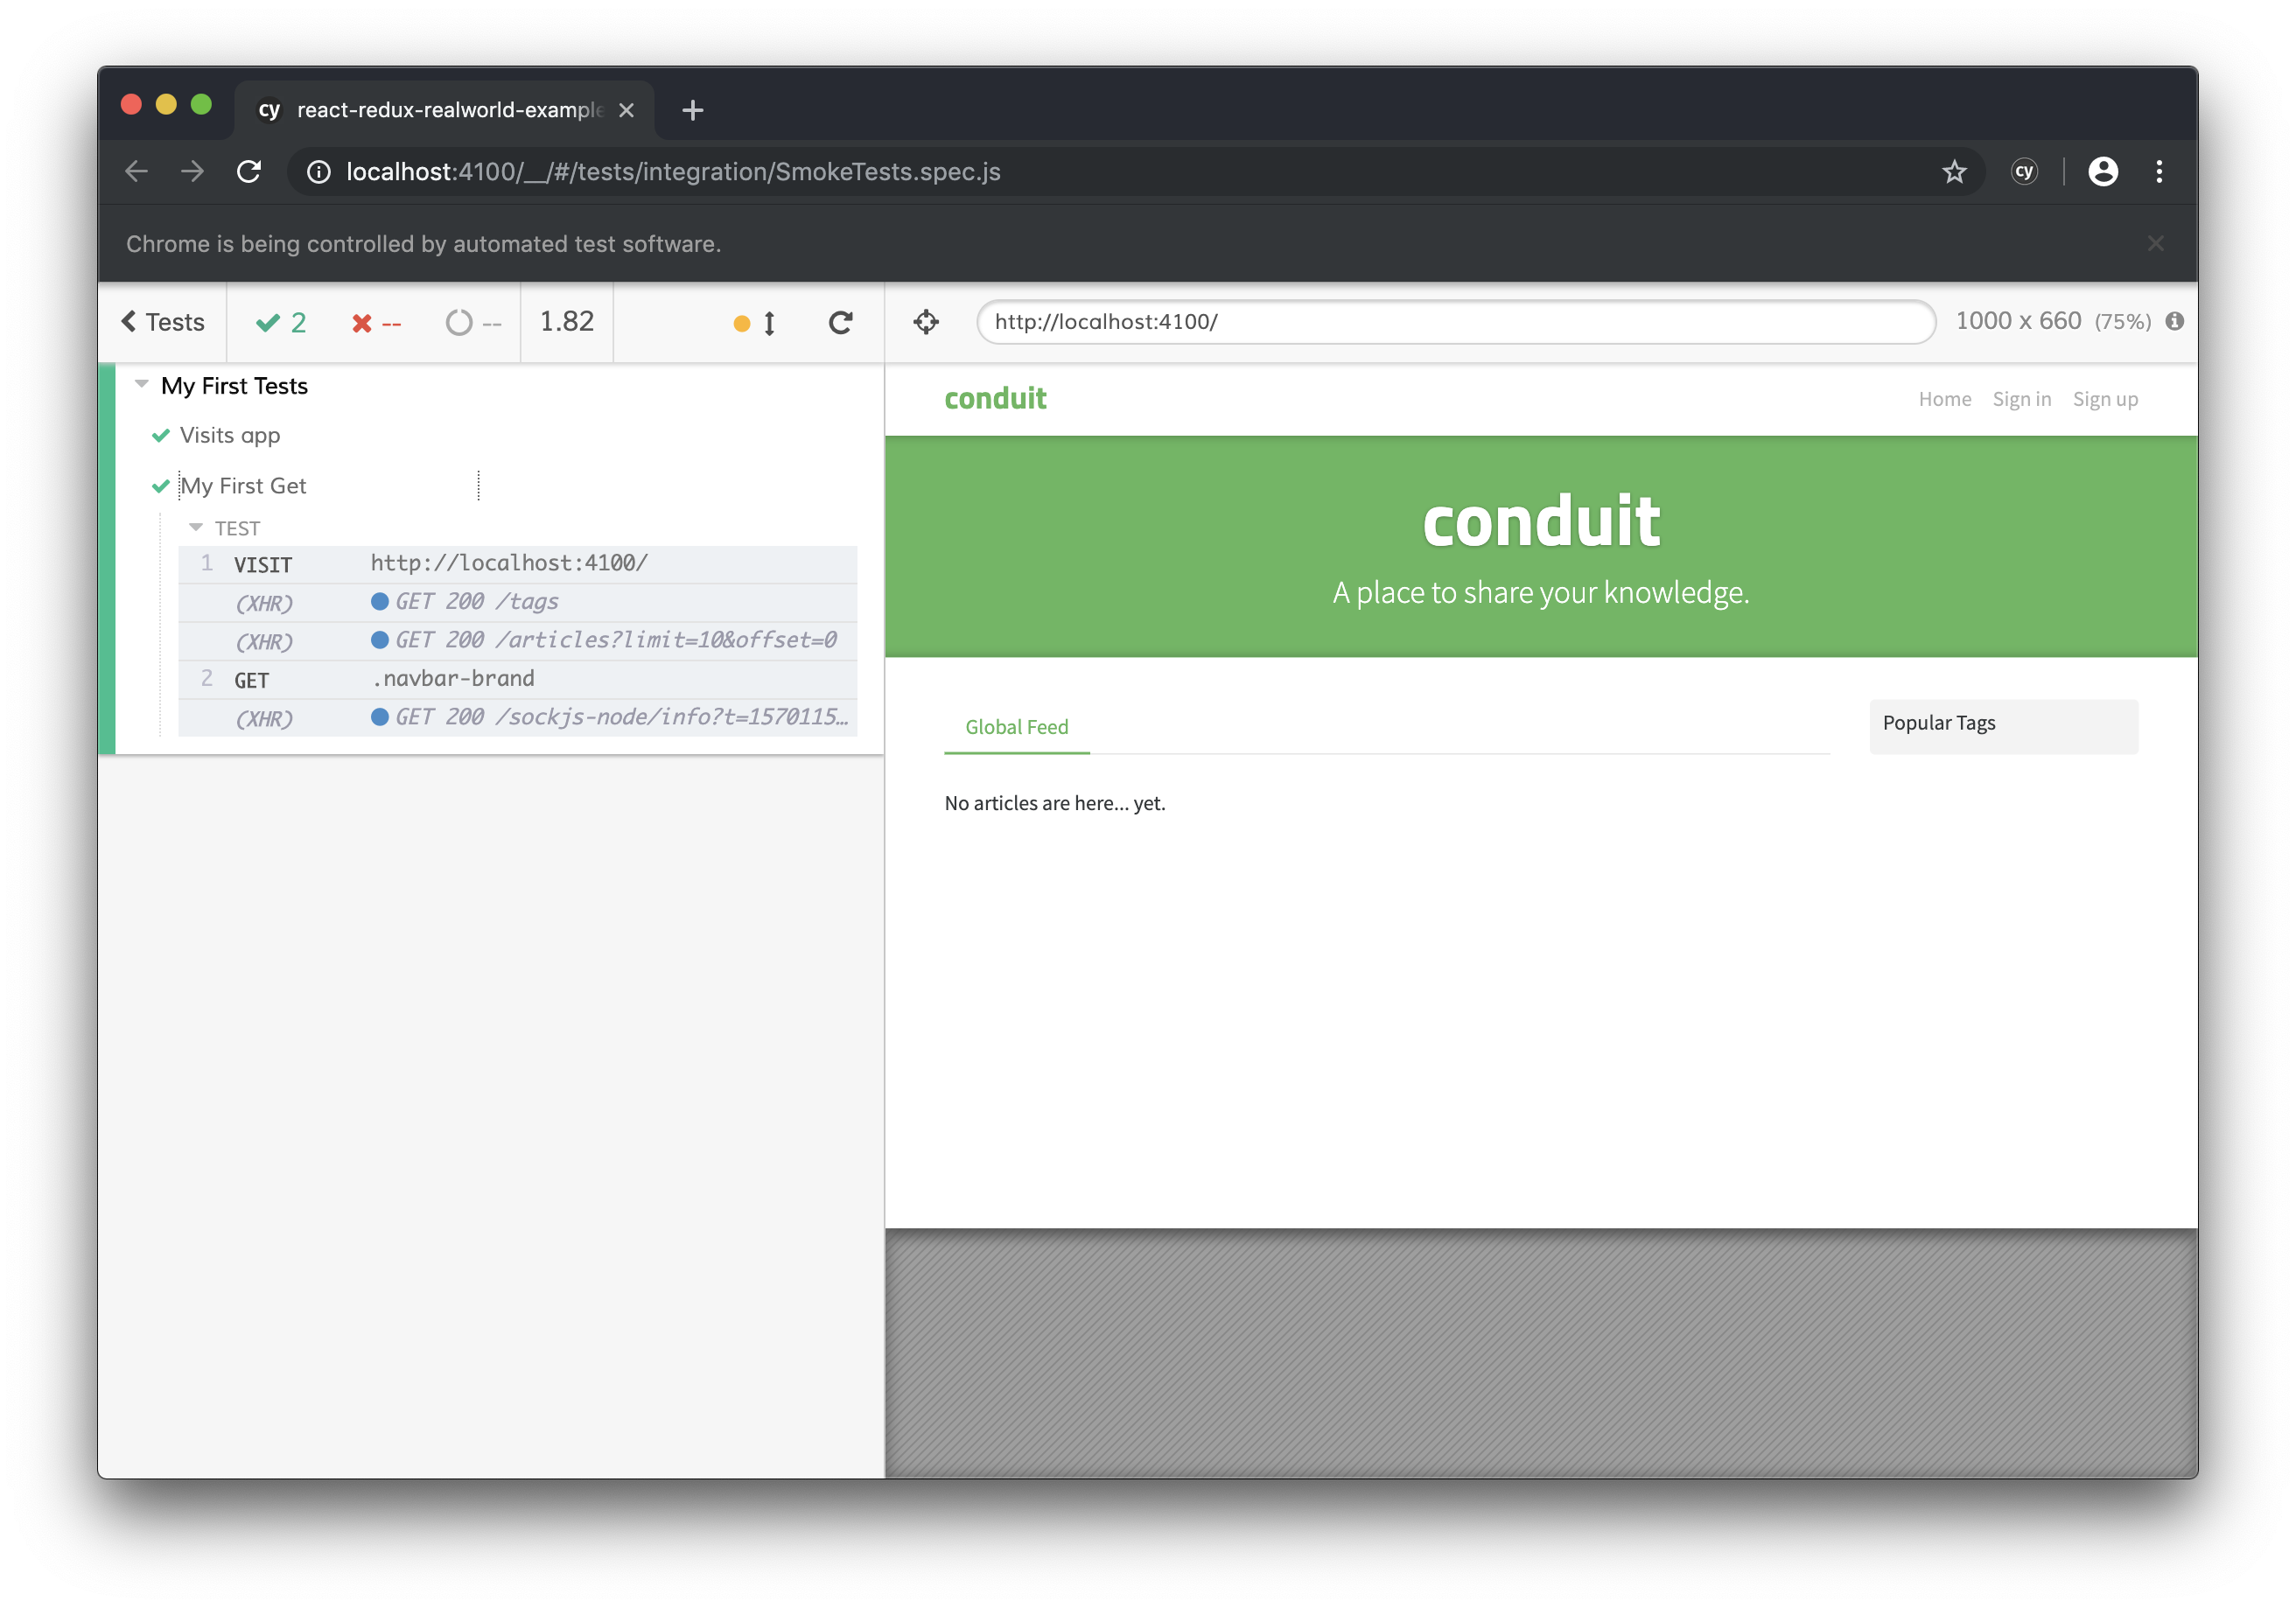 cy react-redux-realworld-example
localhost:4100/__/#/tests/integration/SmokeTests.spec.js
cy
Chrome is being controlled by automated test software.
Tests 2 -- -- 1.82
http://localhost:4100/ 1000 x 660 (75%)
My First Tests
Visits app
My First Get
TEST
1 VISIT http://localhost:4100/
(XHR) GET 200 /tags
(XHR) GET 200 /articles?limit=10&offset=0
2 GET .navbar-brand
(XHR) GET 200 /sockjs-node/info?t=1570115…
conduit
Home Sign in Sign up
conduit
A place to share your knowledge.
Global Feed
Popular Tags
No articles are here... yet.